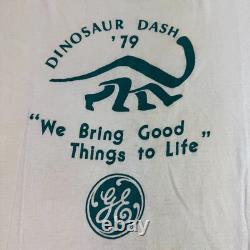 DINOSAUR DASH
'79
"We Bring Good
Things to Life"
GE